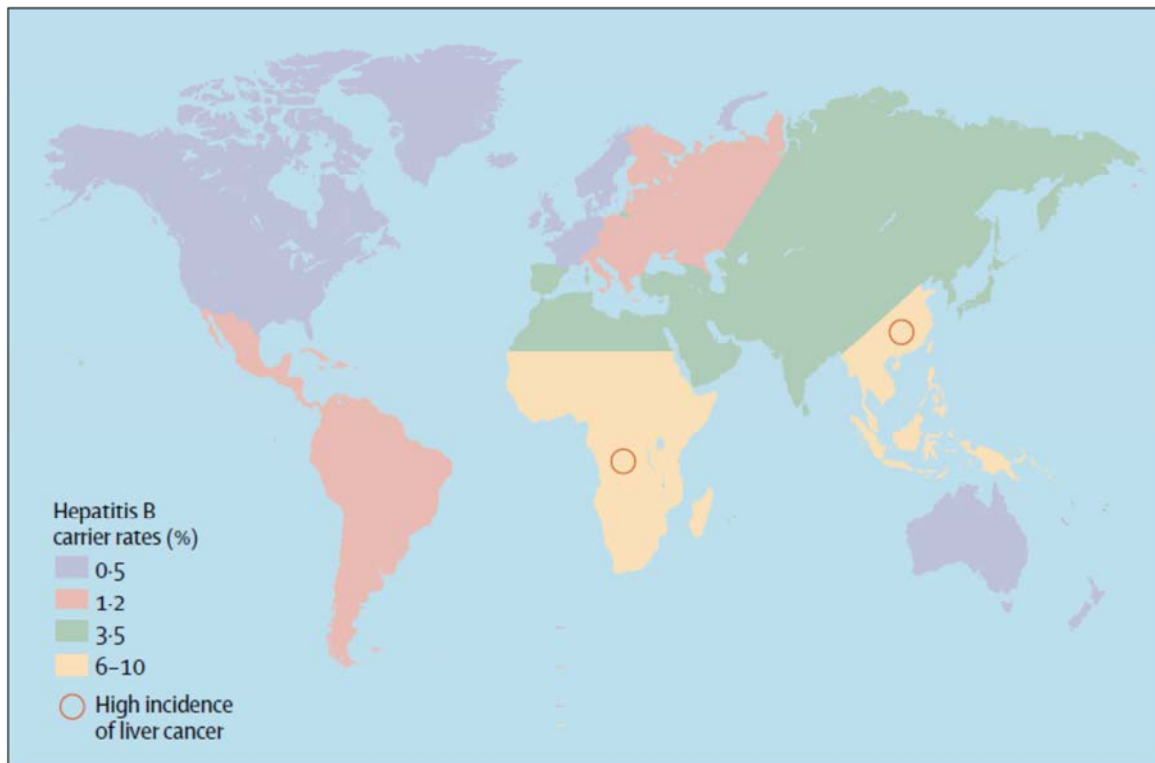 Hepatitis B
carrier rates (%)
0·5
1·2
3·5
6–10
High incidence
of liver cancer